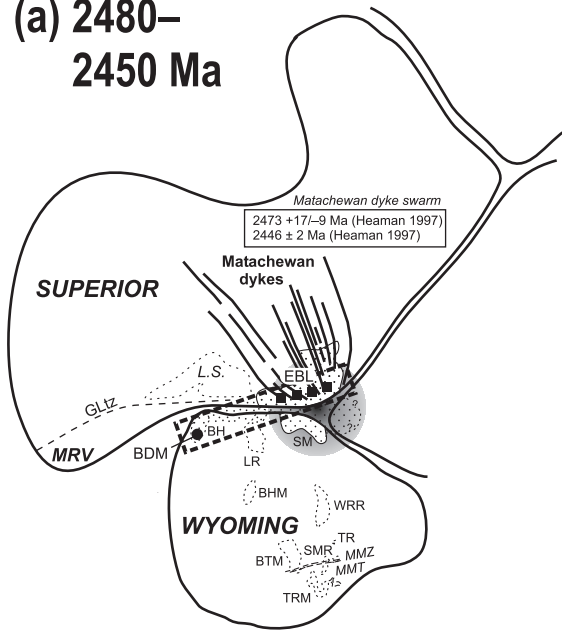 (a) 2480–
2450 Ma
Matachewan dyke swarm
2473 +17/–9 Ma (Heaman 1997)
2446 ± 2 Ma (Heaman 1997)
Matachewan
dykes
SUPERIOR
L.S.
EBL
GLtz
?
?
BH
MRV
BDM
SM
LR
BHM
WRR
WYOMING
TR
SMR
MMZ
BTM
MMT
?
TRM